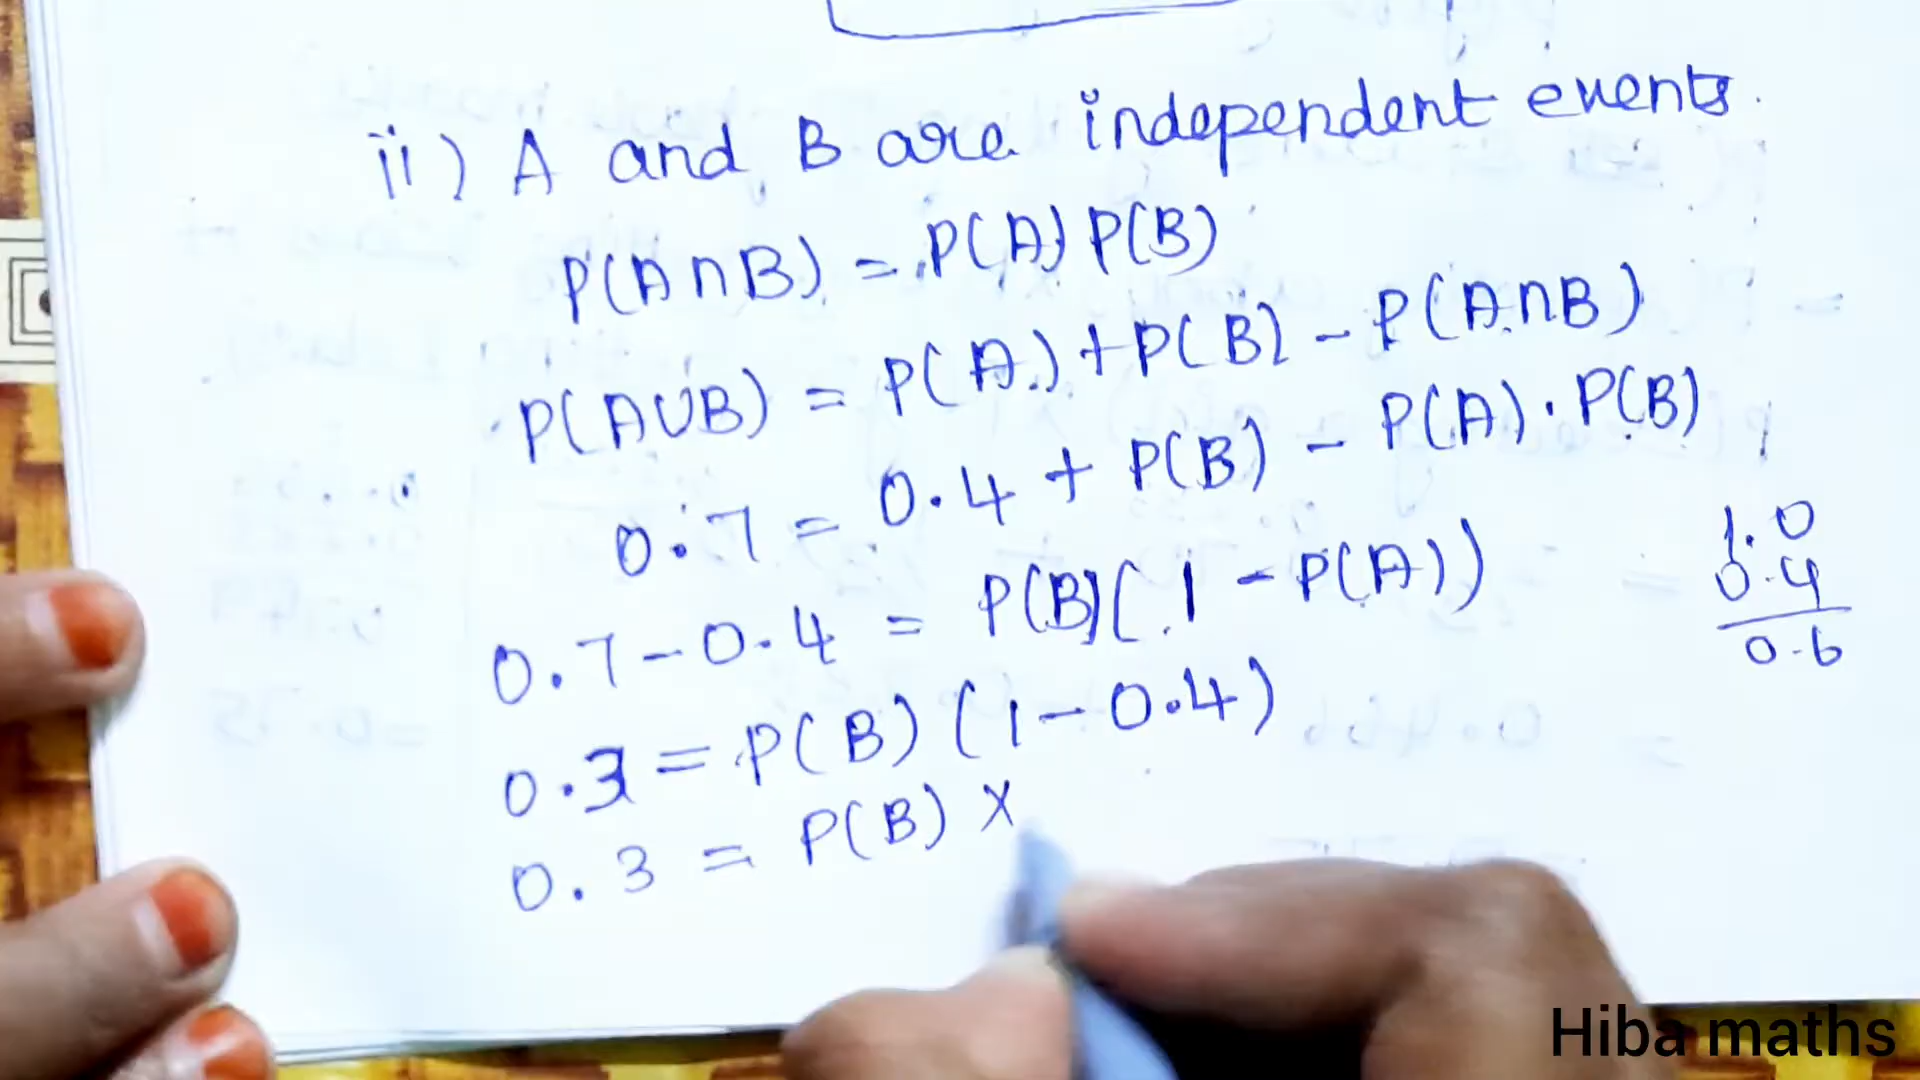 ii) A and B are independent events.
P(A∩B) = P(A) P(B)
P(A∪B) = P(A) + P(B) - P(A∩B)
0.7 = 0.4 + P(B) - P(A) . P(B)
0.7 - 0.4 = P(B) ( 1 - P(A))
0.3 = P(B) (1 - 0.4)
0.3 = P(B) ×
1.0
0.4
0.6
Hiba maths